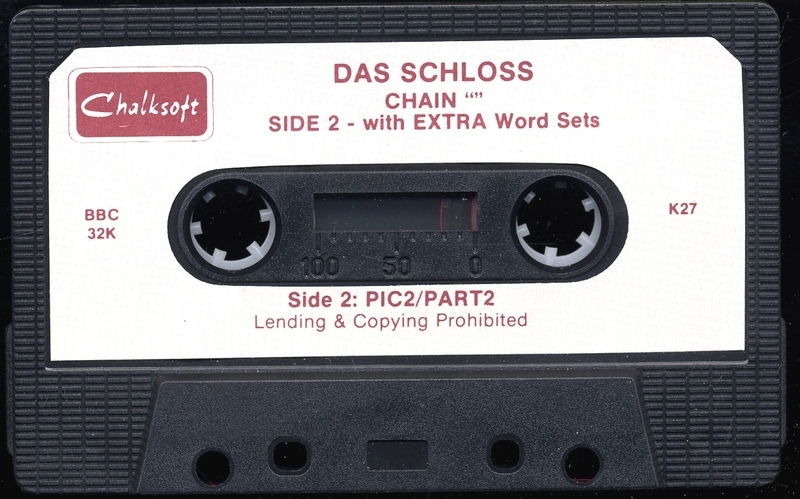 Chalksoft
DAS SCHLOSS
CHAIN “”
SIDE 2 - with EXTRA Word Sets
BBC
32K
K27
100 50 0
Side 2: PIC2/PART2
Lending & Copying Prohibited